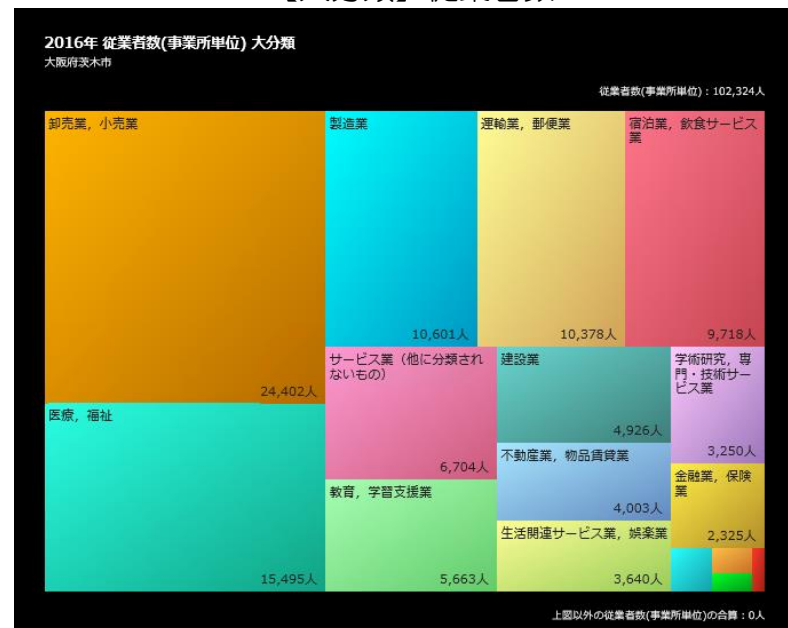 2016年 従業者数(事業所単位) 大分類
大阪府茨木市
従業者数(事業所単位)：102,324人
卸売業，小売業
24,402人
医療，福祉
15,495人
製造業
10,601人
運輸業，郵便業
10,378人
宿泊業，飲食サービス
業
9,718人
サービス業（他に分類され
ないもの）
6,704人
教育，学習支援業
5,663人
建設業
4,926人
不動産業，物品賃貸業
4,003人
生活関連サービス業，娯楽業
3,640人
学術研究，専
門・技術サー
ビス業
3,250人
金融業，保険
業
2,325人
上図以外の従業者数(事業所単位)の合算：0人